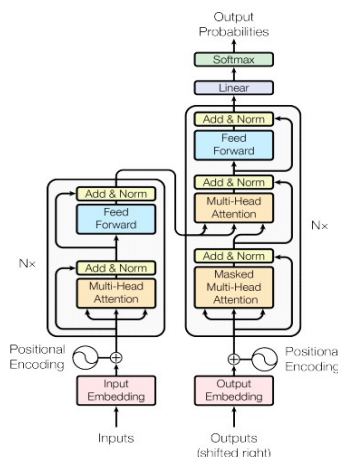 Output
Probabilities
Softmax
Linear
Add & Norm
Feed
Forward
Add & Norm
Multi-Head
Attention
Nx
Add & Norm
Masked
Multi-Head
Attention
Add & Norm
Feed
Forward
Nx
Add & Norm
Multi-Head
Attention
Positional
Encoding
Positional
Encoding
Input
Embedding
Output
Embedding
Inputs
Outputs
(shifted right)